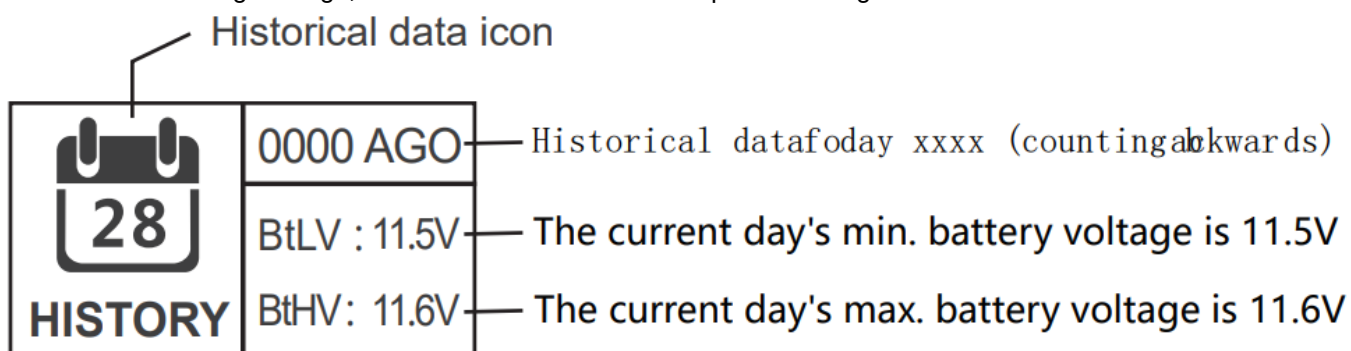 Historical data icon
0000 AGO
Historical datafoday xxxx (counting
28
BtLV : 11.5V
The current day's min. battery voltage is 11.5V
HISTORY
BtHV: 11.6V
The current day's max. battery voltage is 11.6V